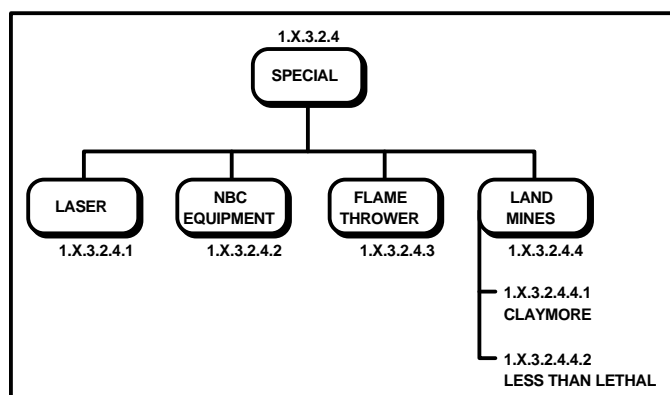 1.X.3.2.4
SPECIAL
LASER
NBC
EQUIPMENT
FLAME
THROWER
LAND
MINES
1.X.3.2.4.1
1.X.3.2.4.2
1.X.3.2.4.3
1.X.3.2.4.4
1.X.3.2.4.4.1
CLAYMORE
1.X.3.2.4.4.2
LESS THAN LETHAL